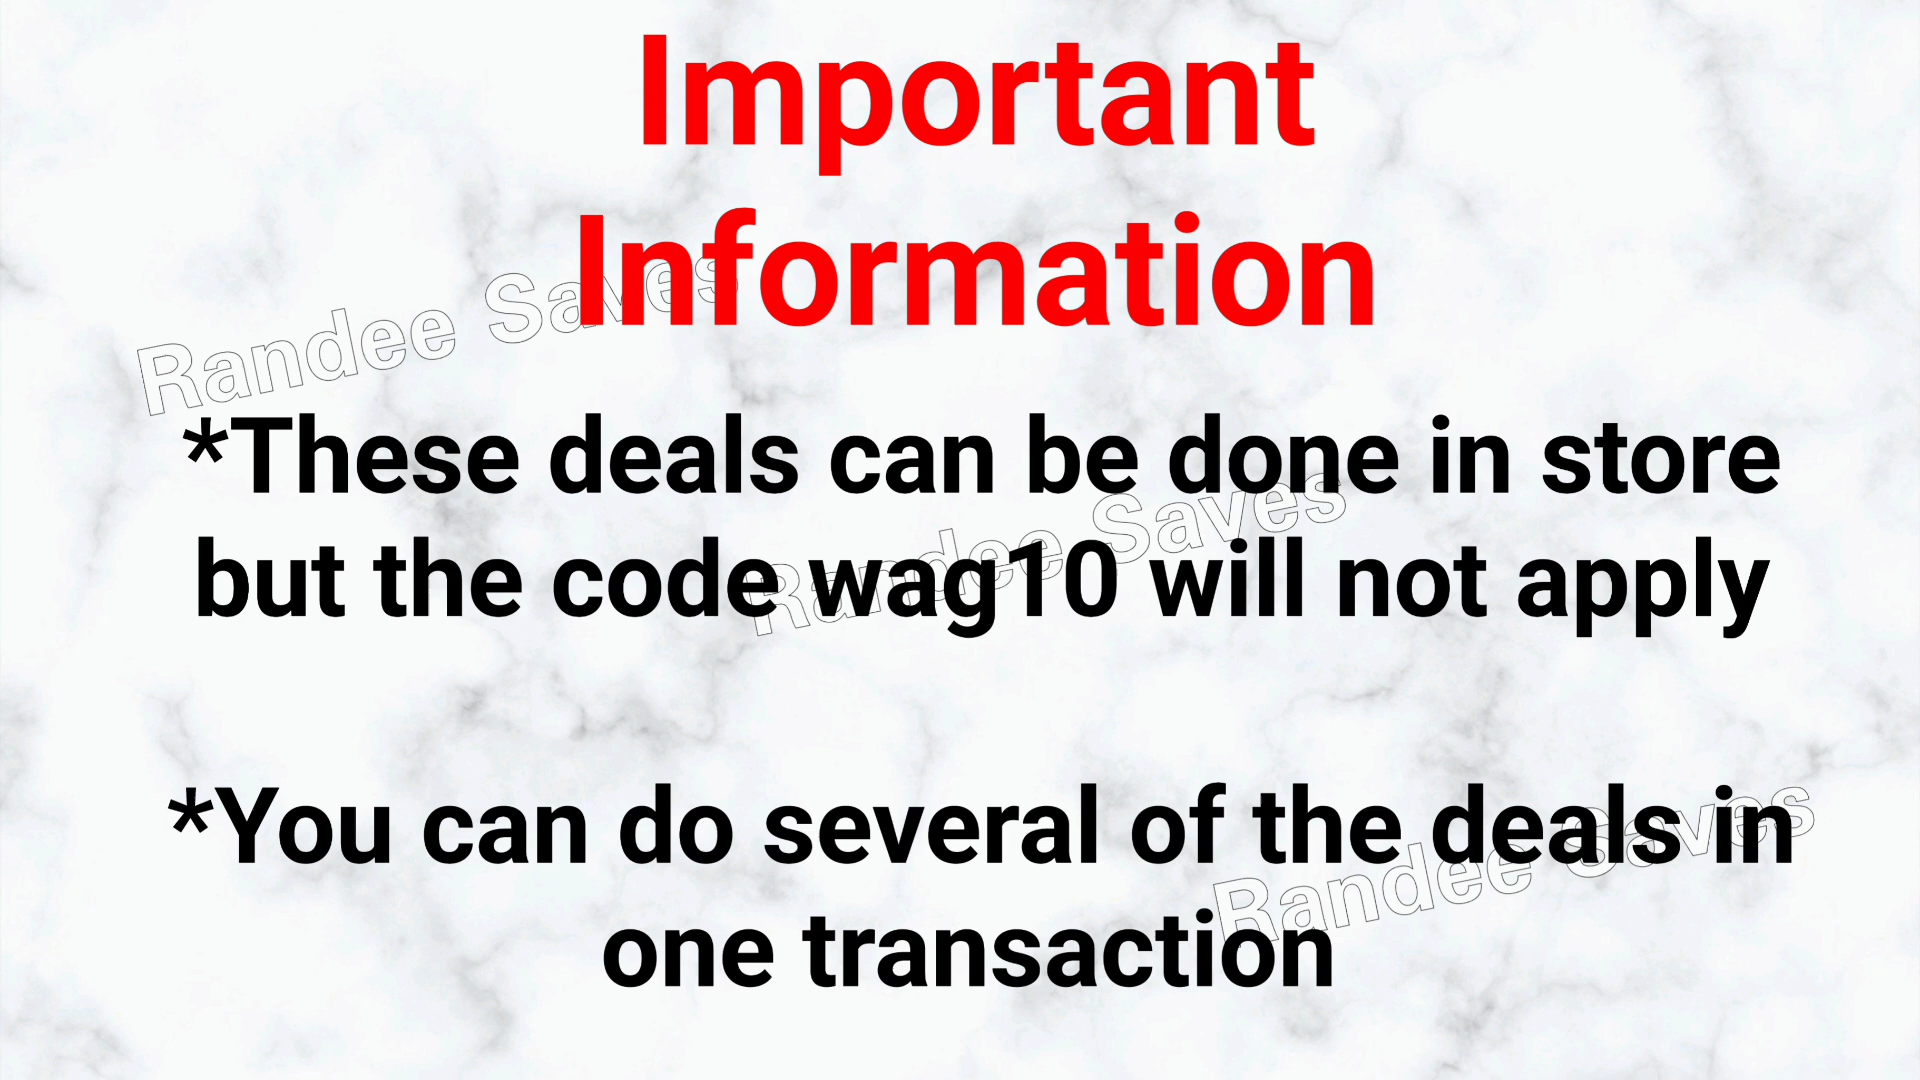 Important
Information
Randee Saves
*These deals can be done in store
Randee Saves
but the code wag10 will not apply
*You can do several of the deals in
Randee Saves
one transaction